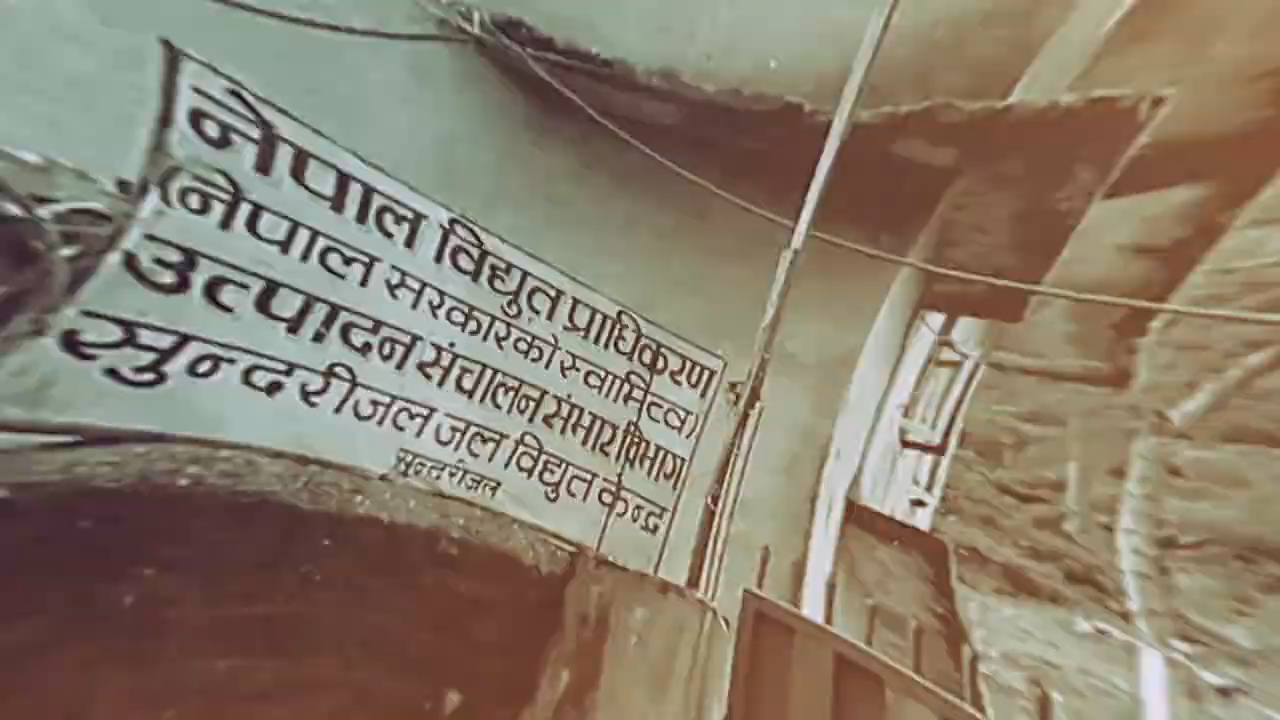 नेपाल विद्युत प्राधिकरण
(नेपाल सरकारको स्वामित्व)
उत्पादन संचालन संभार विभाग
सुन्दरीजल जल विद्युत केन्द्र
सुन्दरीजल